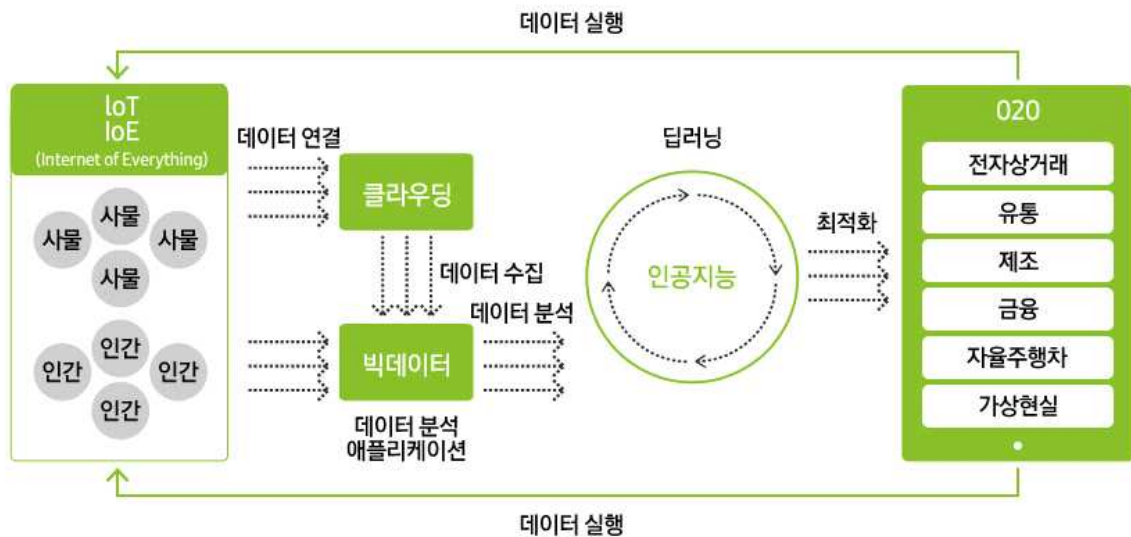 데이터 실행
IoT
IoE
(Internet of Everything)
사물
사물
사물
사물
인간
인간
인간
인간
데이터 연결
클라우딩
데이터 수집
빅데이터
데이터 분석
애플리케이션
데이터 분석
딥러닝
인공지능
최적화
O2O
전자상거래
유통
제조
금융
자율주행차
가상현실
데이터 실행